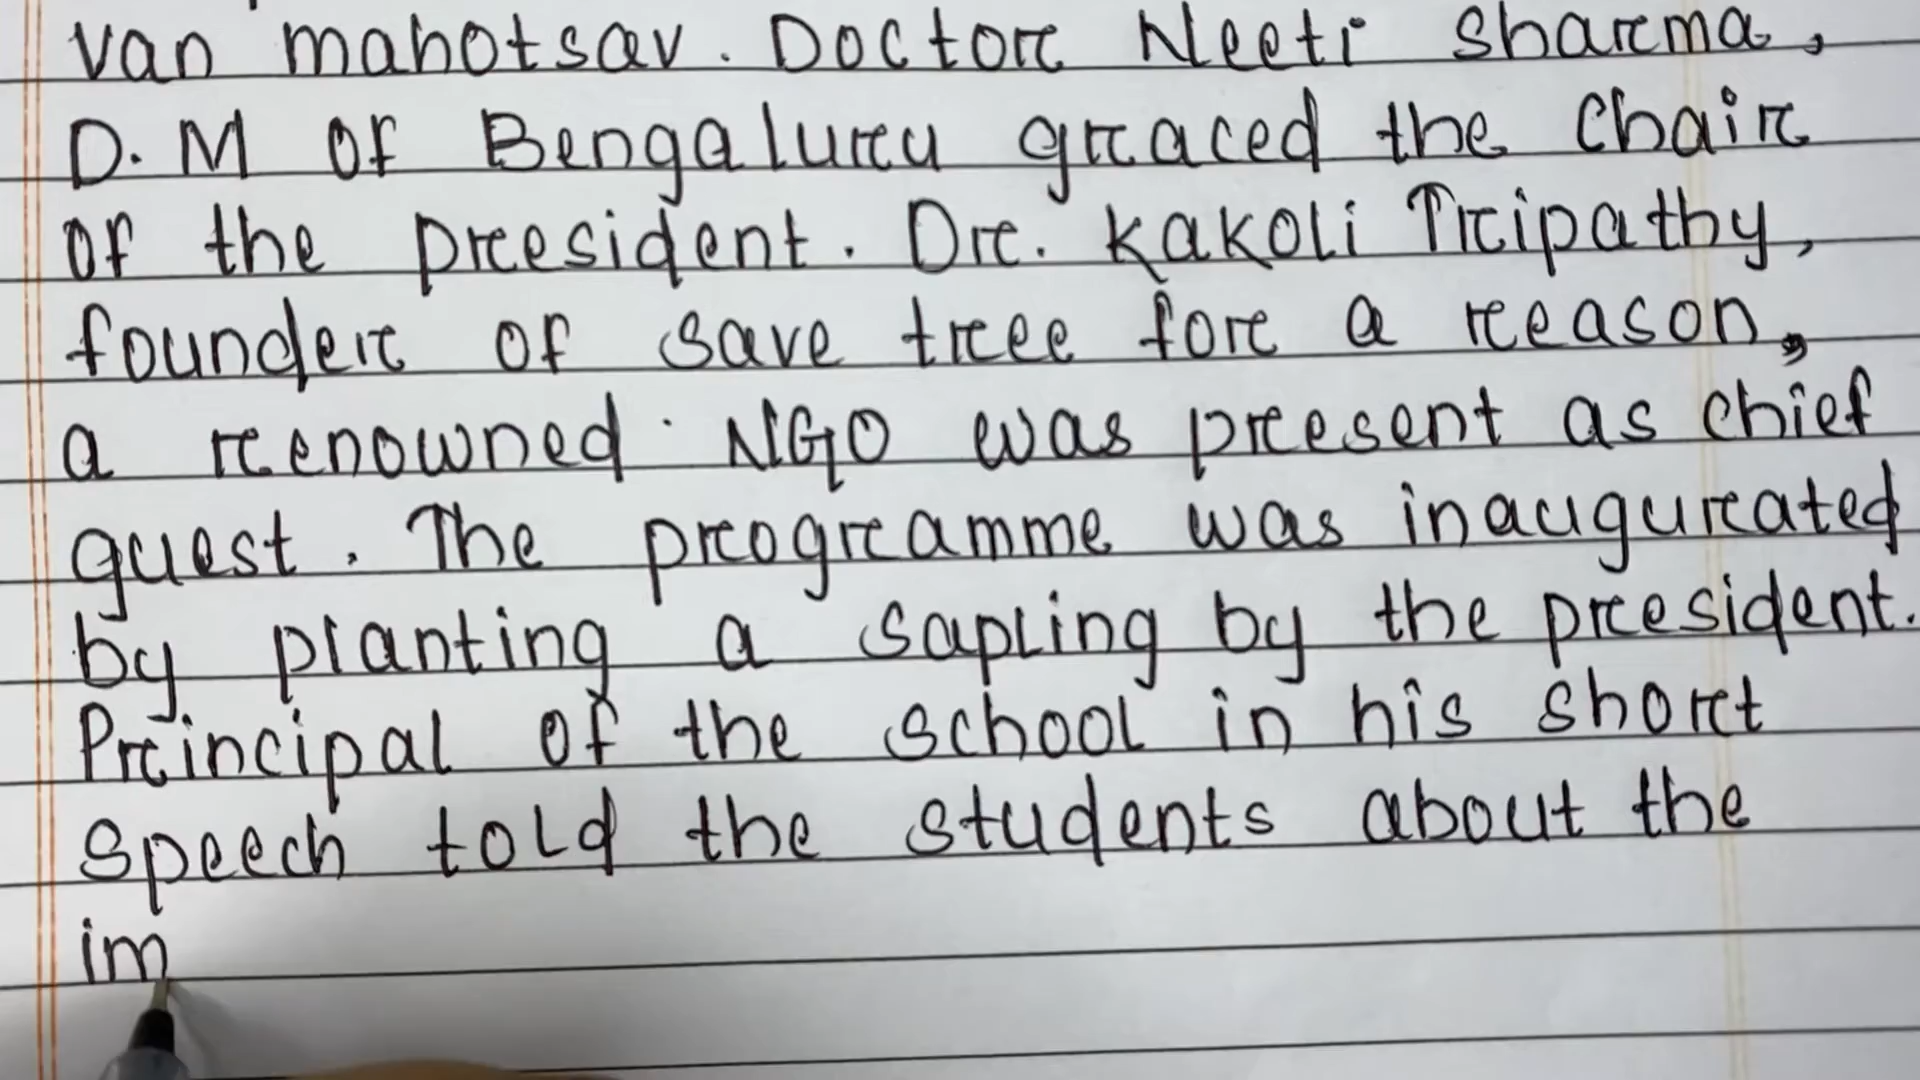 van mahotsav. Doctor Neeti sharma,
D.M of Bengaluru graced the chair
of the president. Dr. Kakoli Tripathy,
founder of save tree for a reason,
a renowned NGO was present as chief
guest. The programme was inaugurated
by planting a sapling by the president.
Principal of the school in his short
speech told the students about the
im